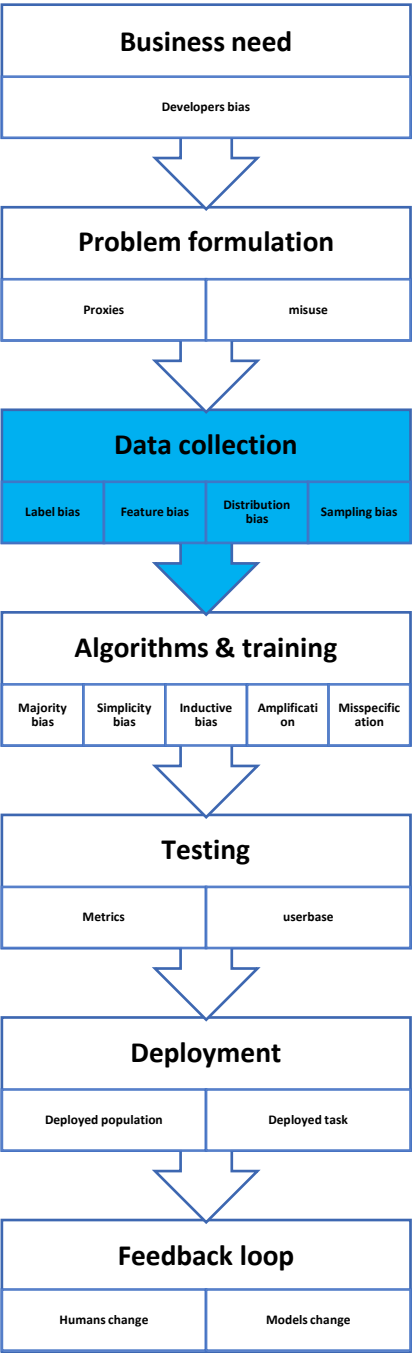 Business need
Developers bias
Problem formulation
Proxies
misuse
Data collection
Label bias
Feature bias
Distribution
bias
Sampling bias
Algorithms & training
Majority
bias
Simplicity
bias
Inductive
bias
Amplificati
on
Misspecific
ation
Testing
Metrics
userbase
Deployment
Deployed population
Deployed task
Feedback loop
Humans change
Models change